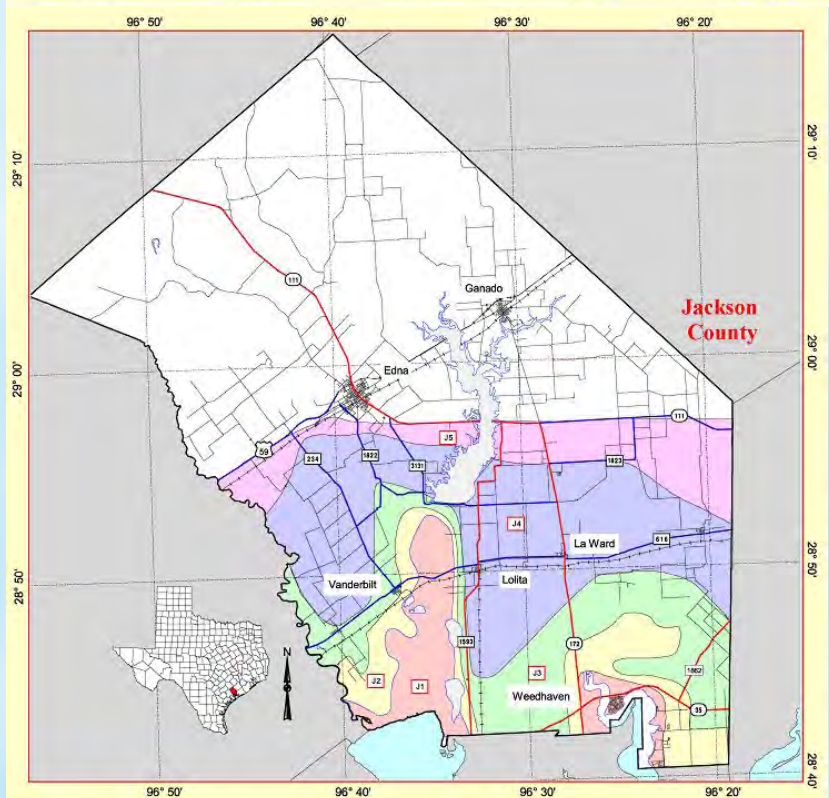 96° 50'
96° 40'
96° 30'
96° 20'
29° 10'
29° 10'
111
Ganado
Jackson
County
29° 00'
29° 00'
Edna
111
59
234
1822
3131
J5
1823
J4
La Ward
616
28° 50'
28° 50'
Vanderbilt
Lolita
N
1593
172
J2
J1
J3
1862
Weedhaven
35
28° 40'
96° 50'
96° 40'
96° 30'
96° 20'